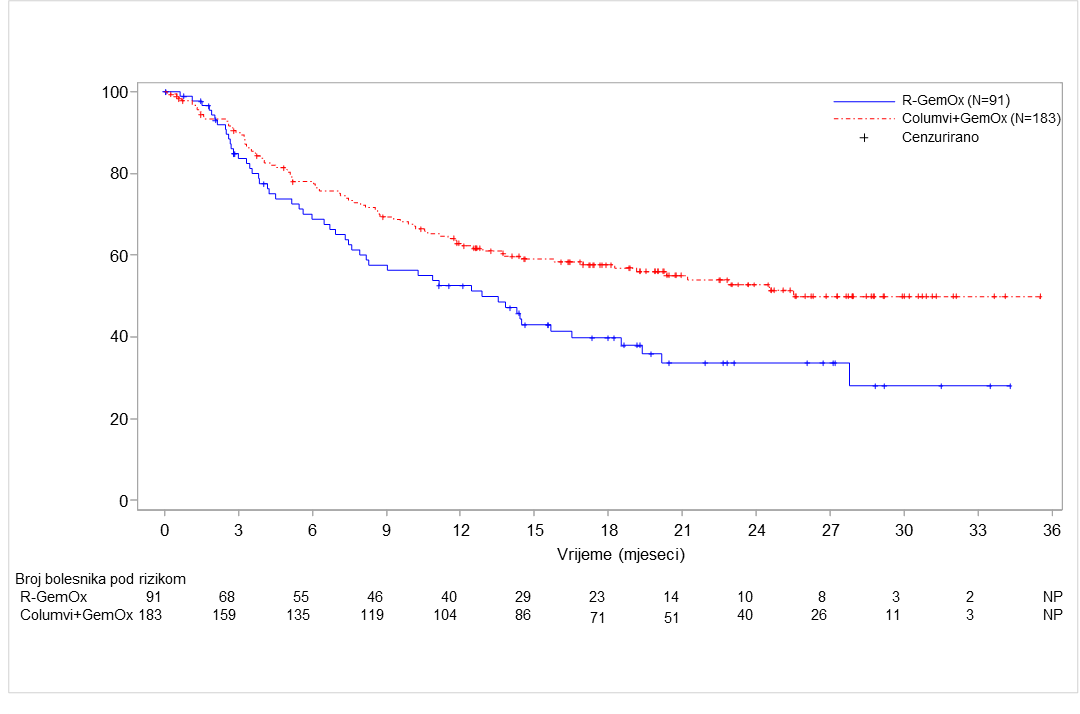 R-GemOx (N=91)
Columvi+GemOx (N=183)
Cenzurirano
100
80
60
40
20
0
0 3 6 9 12 15 18 21 24 27 30 33 36
Vrijeme (mjeseci)
Broj bolesnika pod rizikom
R-GemOx 91 68 55 46 40 29 23 14 10 8 3 2 NP
Columvi+GemOx 183 159 135 119 104 86 71 51 40 26 11 3 NP